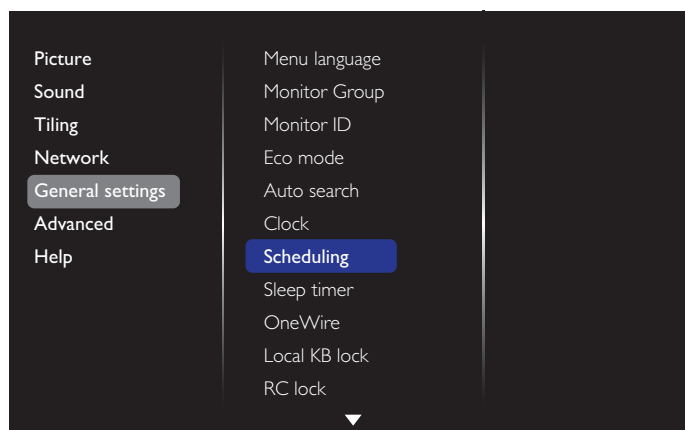 Picture
Sound
Tiling
Network
General settings
Advanced
Help
Menu language
Monitor Group
Monitor ID
Eco mode
Auto search
Clock
Scheduling
Sleep timer
OneWire
Local KB lock
RC lock